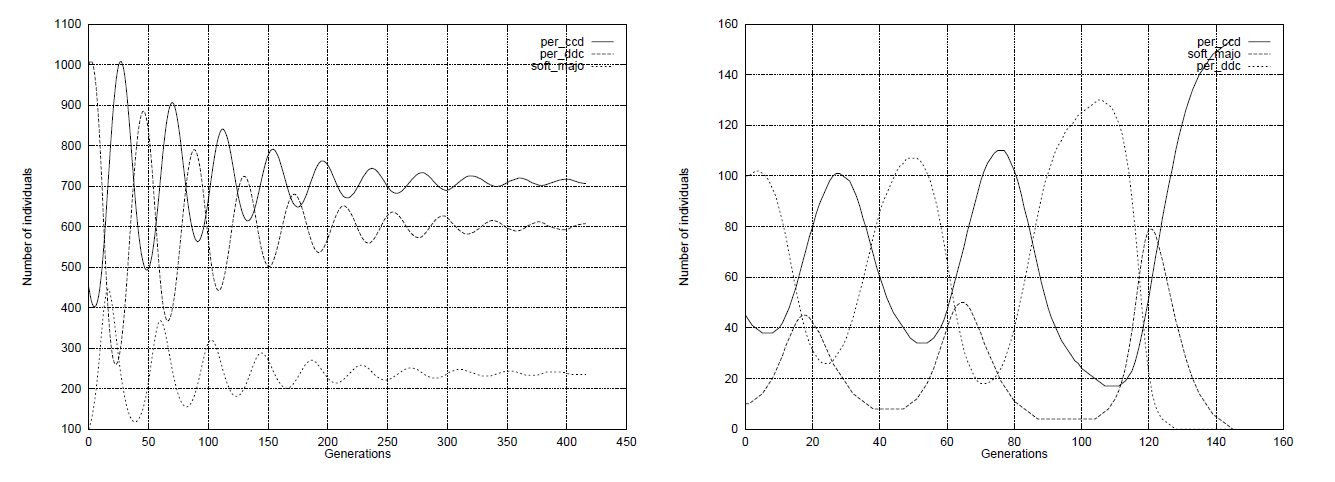 1100
1000
900
800
700
600
500
400
300
200
100
Number of individuals
per_ccd
per_ddc
soft_majo
0 50 100 150 200 250 300 350 400 450
Generations
160
140
120
100
80
60
40
20
0
Number of individuals
per_ccd
soft_majo
per_ddc
0 20 40 60 80 100 120 140 160
Generations